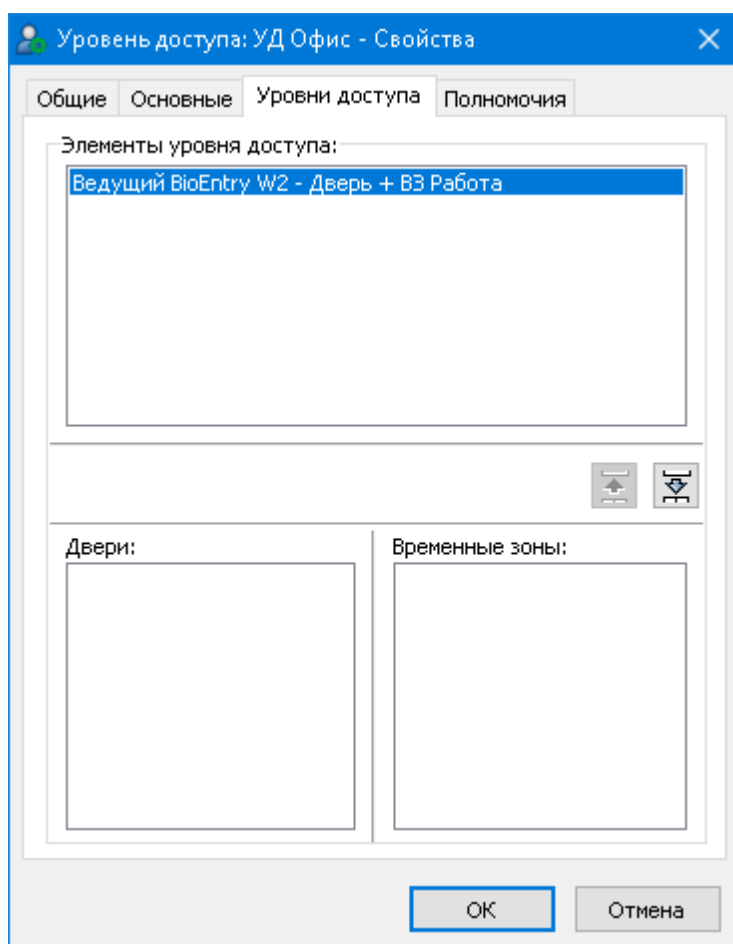 Уровень доступа: УД Офис - Свойства
Общие Основные Уровни доступа Полномочия
Элементы уровня доступа:
Ведущий BioEntry W2 - Дверь + ВЗ Работа
Двери: Временные зоны:
ОК Отмена